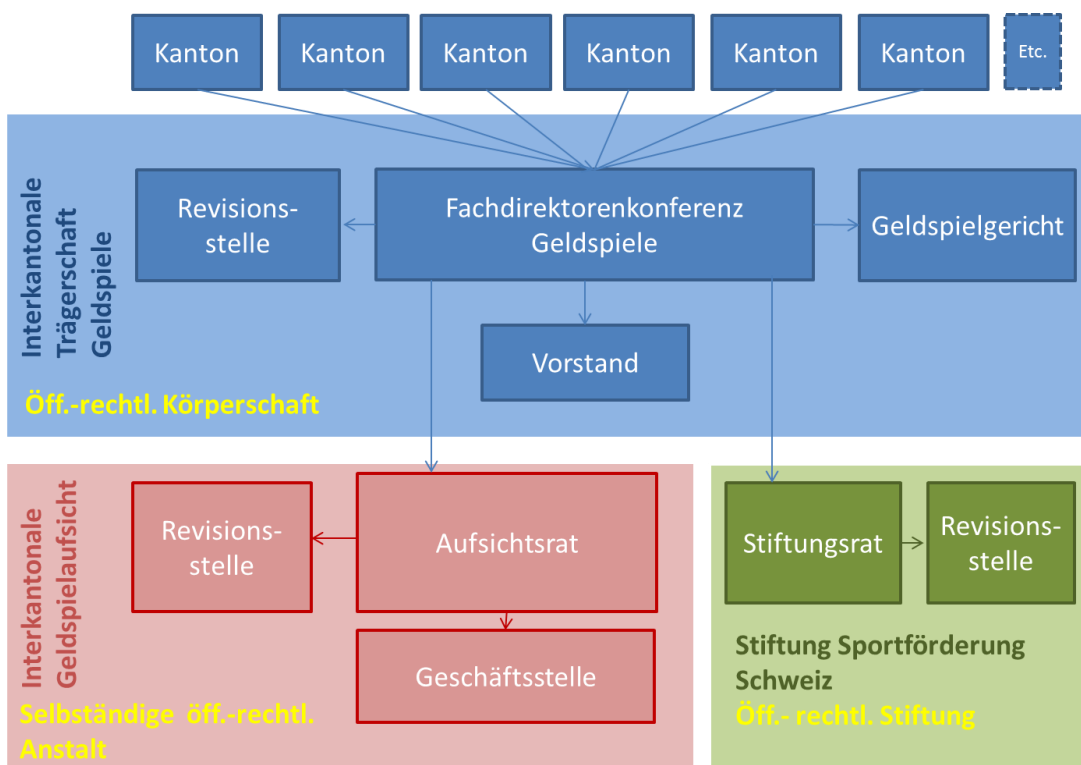 Kanton
Kanton
Kanton
Kanton
Kanton
Kanton
Etc.
Interkantonale
Trägerschaft
Geldspiele
Revisions-
stelle
Fachdirektorenkonferenz
Geldspiele
Geldspielgericht
Vorstand
Öff.-rechtl. Körperschaft
Interkantonale
Geldspielaufsicht
Revisions-
stelle
Aufsichtsrat
Geschäftsstelle
Selbständige öff.-rechtl.
Anstalt
Stiftungsrat
Revisions-
stelle
Stiftung Sportförderung
Schweiz
Öff.- rechtl. Stiftung